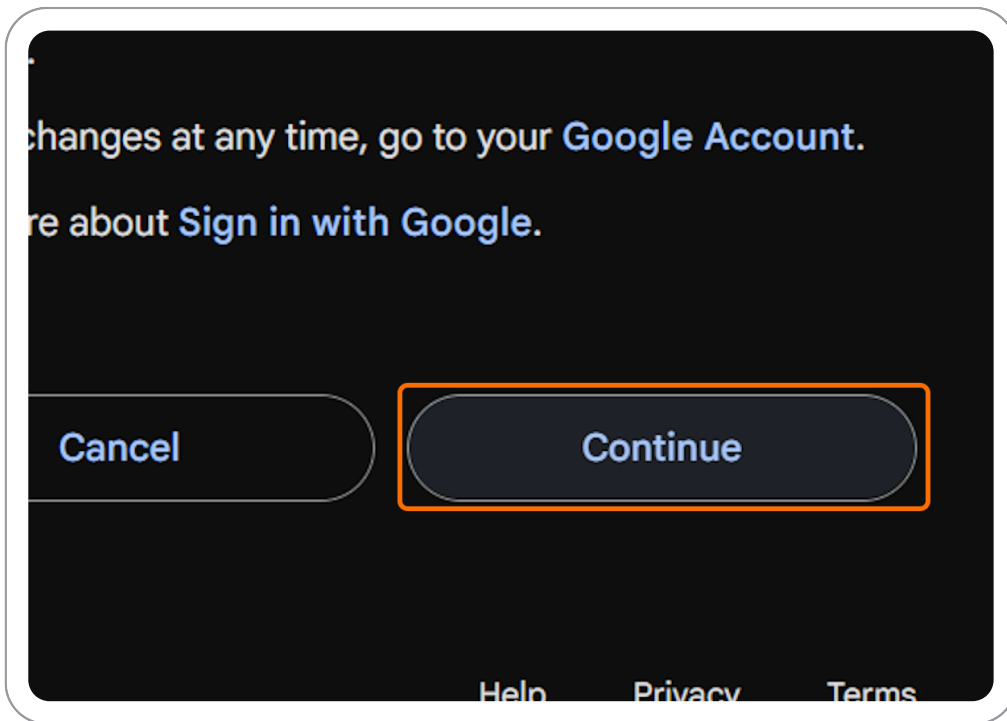 changes at any time, go to your Google Account.
re about Sign in with Google.
Cancel Continue
Help Privacy Terms